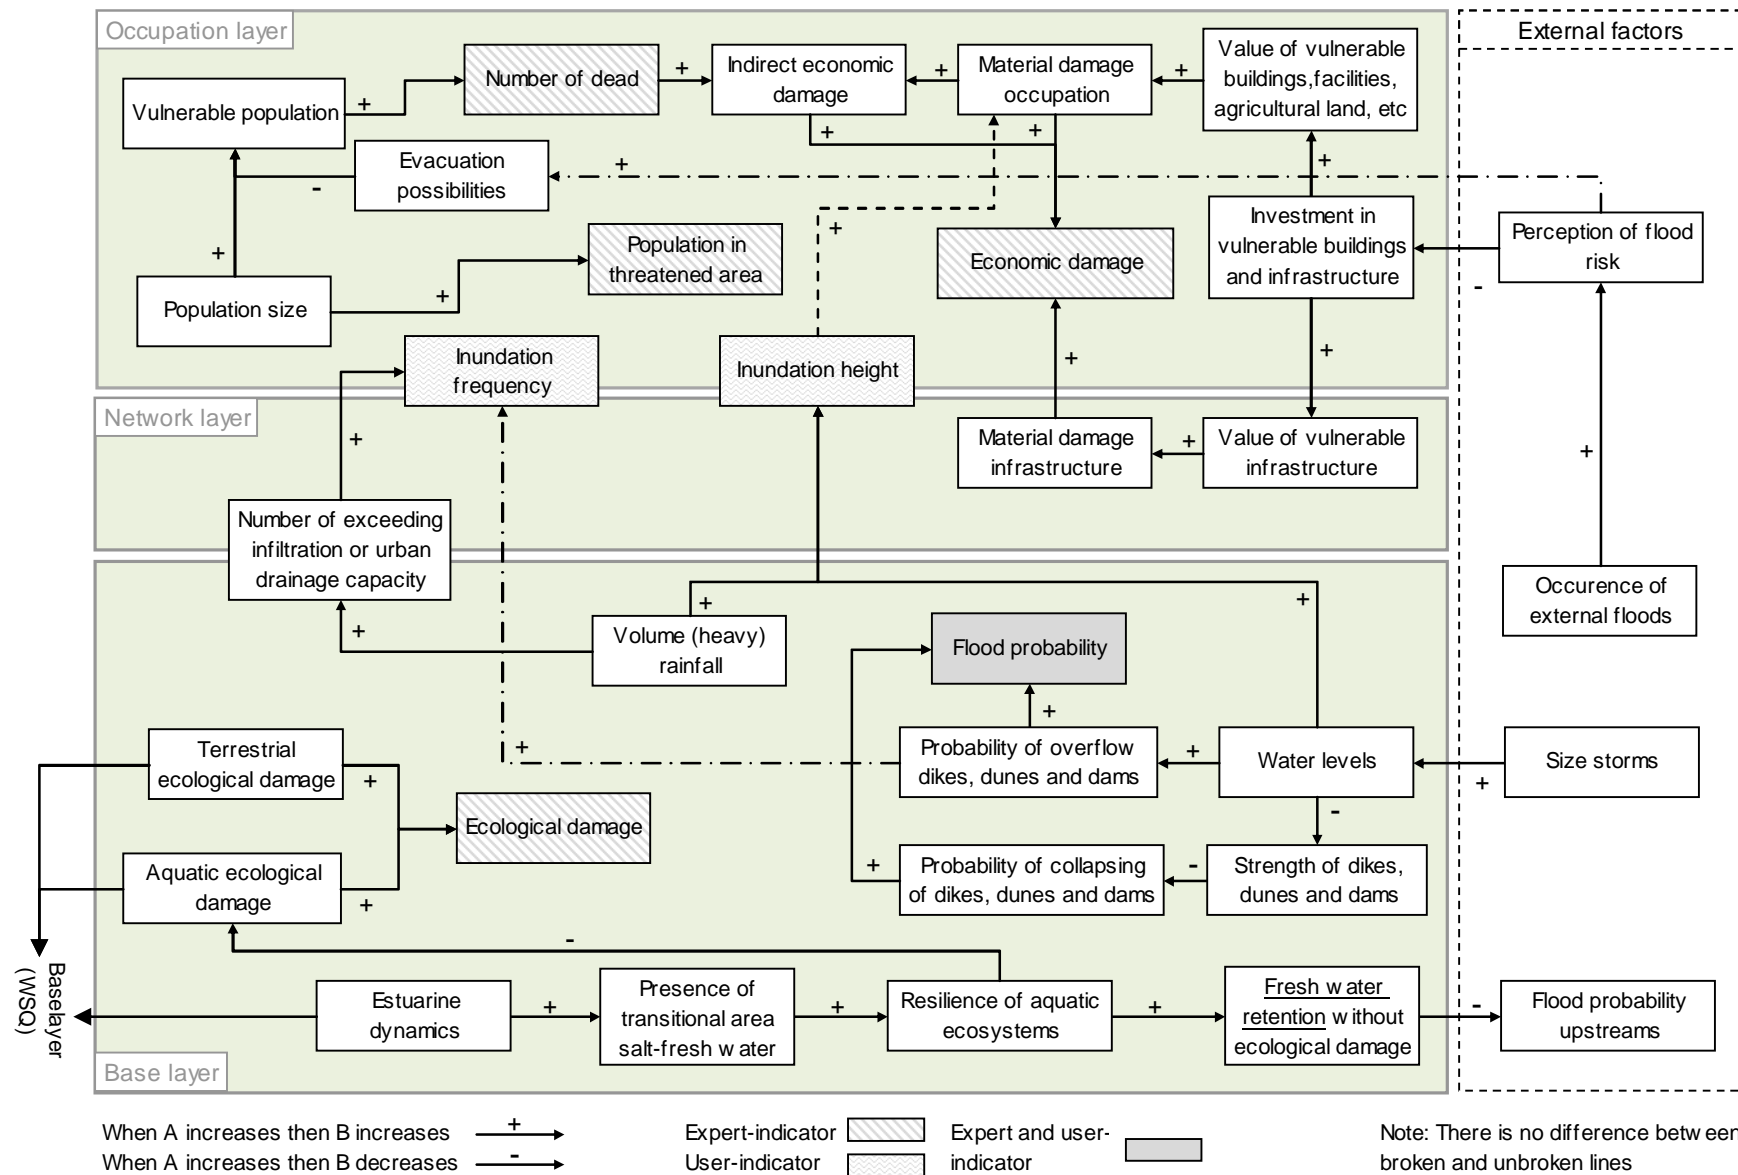 Occupation layer
External factors
Number of dead
Indirect economic
damage
Material damage
occupation
Value of vulnerable
buildings,facilities,
agricultural land, etc
+
+
+
+
Vulnerable population
+
+
+
Evacuation
possibilities
-
+
+
+
Investment in
vulnerable buildings
and infrastructure
Perception of flood
risk
-
Population in
threatened area
Economic damage
+
+
Population size
Inundation
frequency
Inundation height
+
+
Network layer
+
Material damage
infrastructure
+
Value of vulnerable
infrastructure
+
Number of exceeding
infiltration or urban
drainage capacity
Occurence of
external floods
+
+
+
Volume (heavy)
rainfall
Flood probability
+
Terrestrial
ecological damage
+
+
Probability of overflow
dikes, dunes and dams
+
Water levels
+
Size storms
Ecological damage
-
Aquatic ecological
damage
+
+
Probability of collapsing
of dikes, dunes and dams
-
Strength of dikes,
dunes and dams
-
Baselayer
(WSQ)
Estuarine
dynamics
+
Presence of
transitional area
salt-fresh water
+
Resilience of aquatic
ecosystems
+
Fresh water
retention without
ecological damage
-
Flood probability
upstreams
Base layer
When A increases then B increases
+
When A increases then B decreases
-
Expert-indicator
User-indicator
Expert and user-
indicator
Note: There is no difference between
broken and unbroken lines